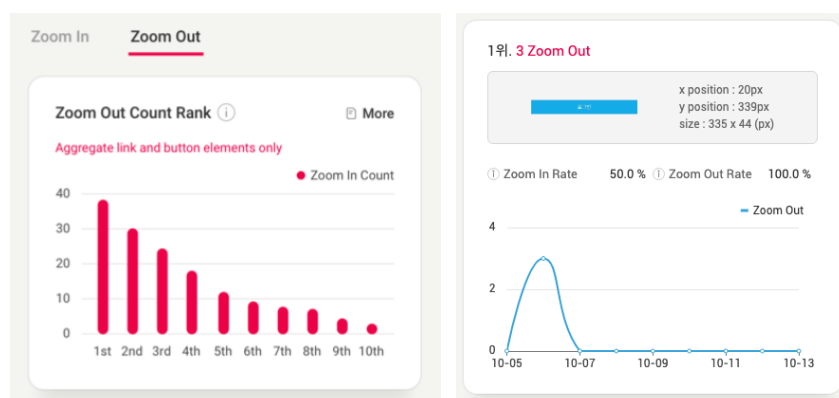 Zoom In
Zoom Out
Zoom Out Count Rank
More
Aggregate link and button elements only
Zoom In Count
40
30
20
10
0
1st 2nd 3rd 4th 5th 6th 7th 8th 9th 10th
1위. 3 Zoom Out
x position : 20px
y position : 339px
size : 335 x 44 (px)
Zoom In Rate 50.0 % Zoom Out Rate 100.0 %
Zoom Out
4
2
0
10-05 10-07 10-09 10-11 10-13